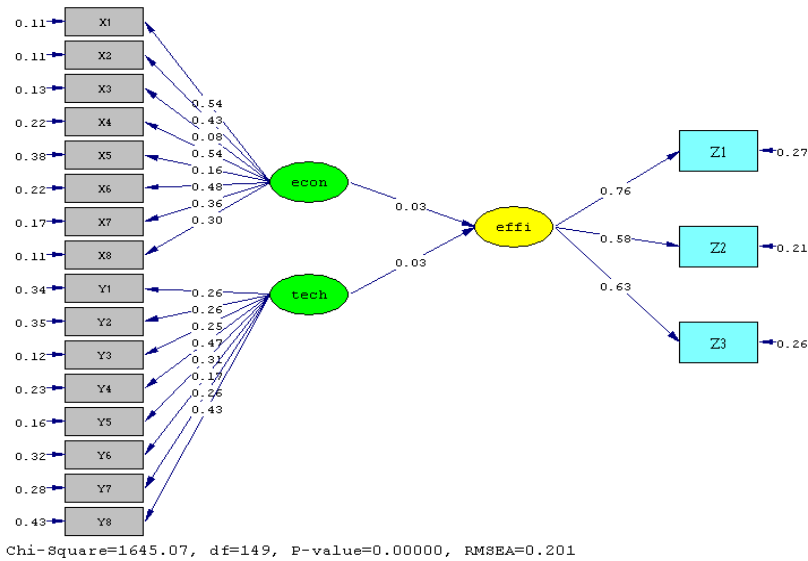 0.11 X1
0.11 X2
0.13 X3
0.22 X4
0.38 X5
0.22 X6
0.17 X7
0.11 X8
0.34 Y1
0.35 Y2
0.12 Y3
0.23 Y4
0.16 Y5
0.32 Y6
0.28 Y7
0.43 Y8
0.54
0.43
0.08
0.54
0.16
0.48
0.36
0.30
0.26
0.26
0.25
0.47
0.31
0.17
0.26
0.43
econ
tech
0.03
0.03
effi
0.76
0.58
0.63
Z1 0.27
Z2 0.21
Z3 0.26
Chi-Square=1645.07, df=149, P-value=0.00000, RMSEA=0.201